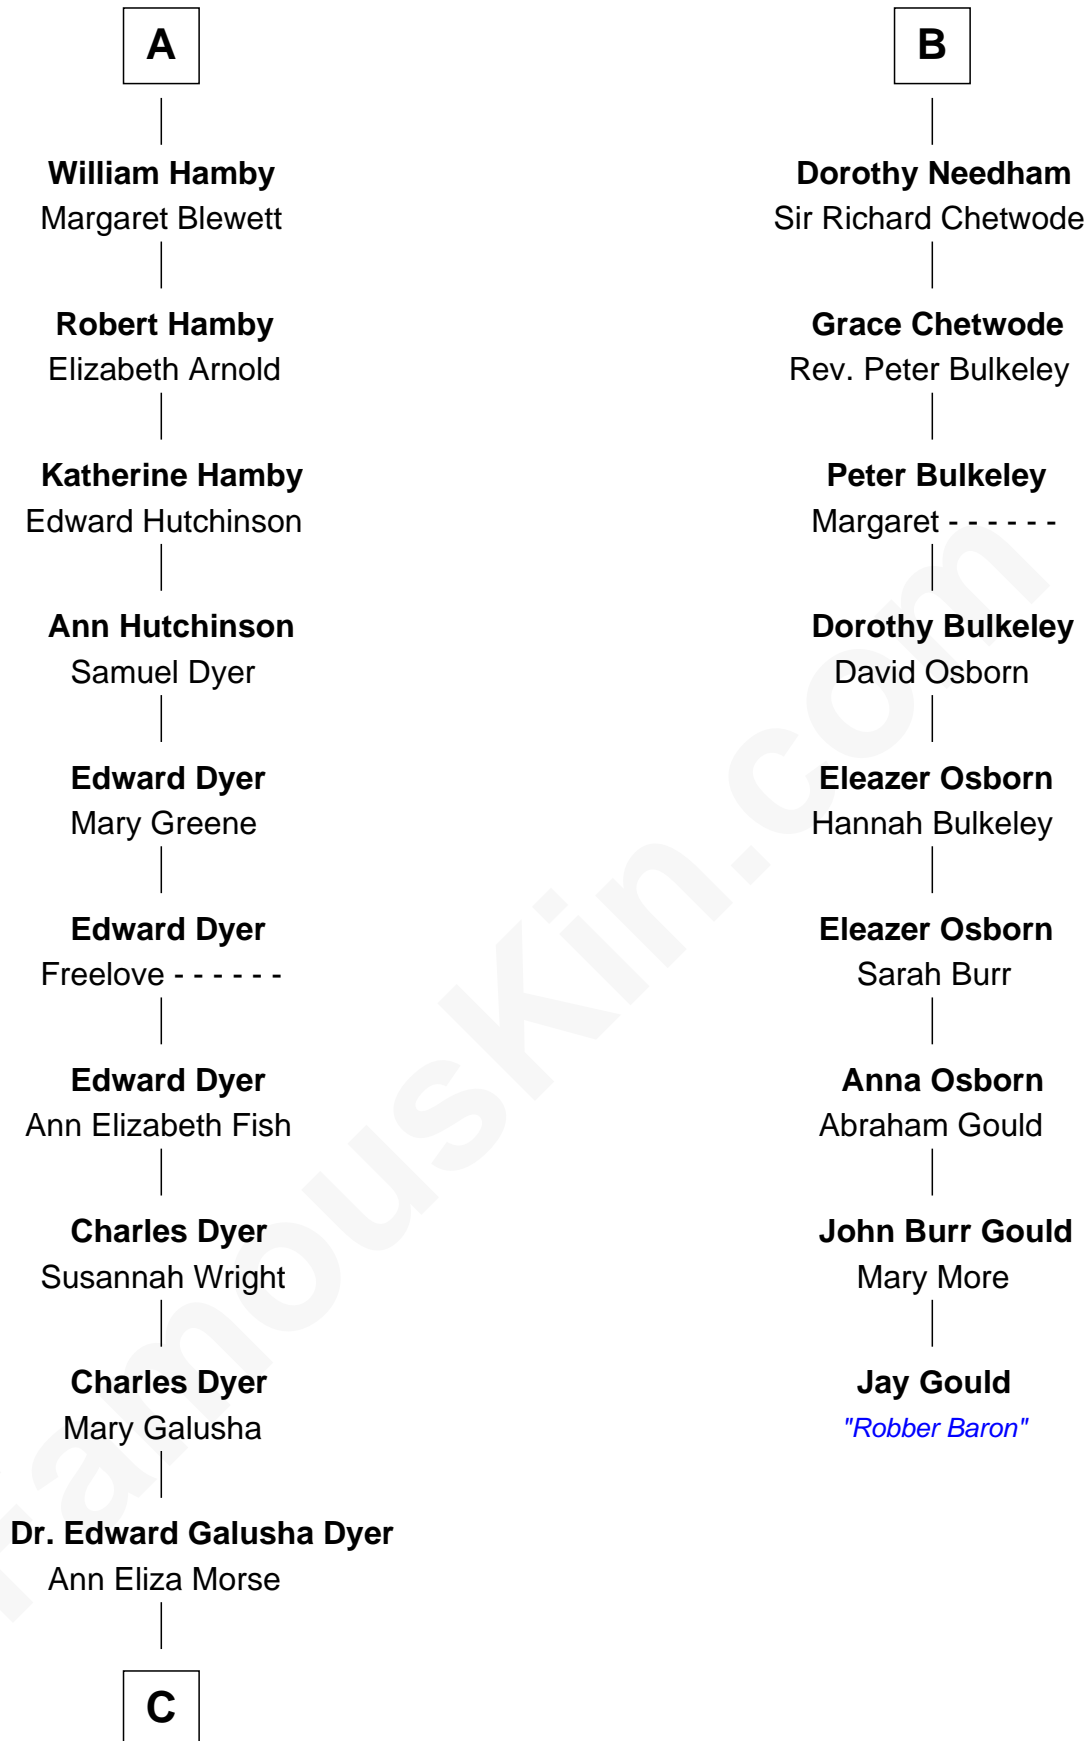 A
William Hamby
Margaret Blewett
Robert Hamby
Elizabeth Arnold
Katherine Hamby
Edward Hutchinson
Ann Hutchinson
Samuel Dyer
Edward Dyer
Mary Greene
Edward Dyer
Freelove - - - - - -
Edward Dyer
Ann Elizabeth Fish
Charles Dyer
Susannah Wright
Charles Dyer
Mary Galusha
Dr. Edward Galusha Dyer
Ann Eliza Morse
C
B
Dorothy Needham
Sir Richard Chetwode
Grace Chetwode
Rev. Peter Bulkeley
Peter Bulkeley
Margaret - - - - - -
Dorothy Bulkeley
David Osborn
Eleazer Osborn
Hannah Bulkeley
Eleazer Osborn
Sarah Burr
Anna Osborn
Abraham Gould
John Burr Gould
Mary More
Jay Gould
"Robber Baron"
FamousKin.com